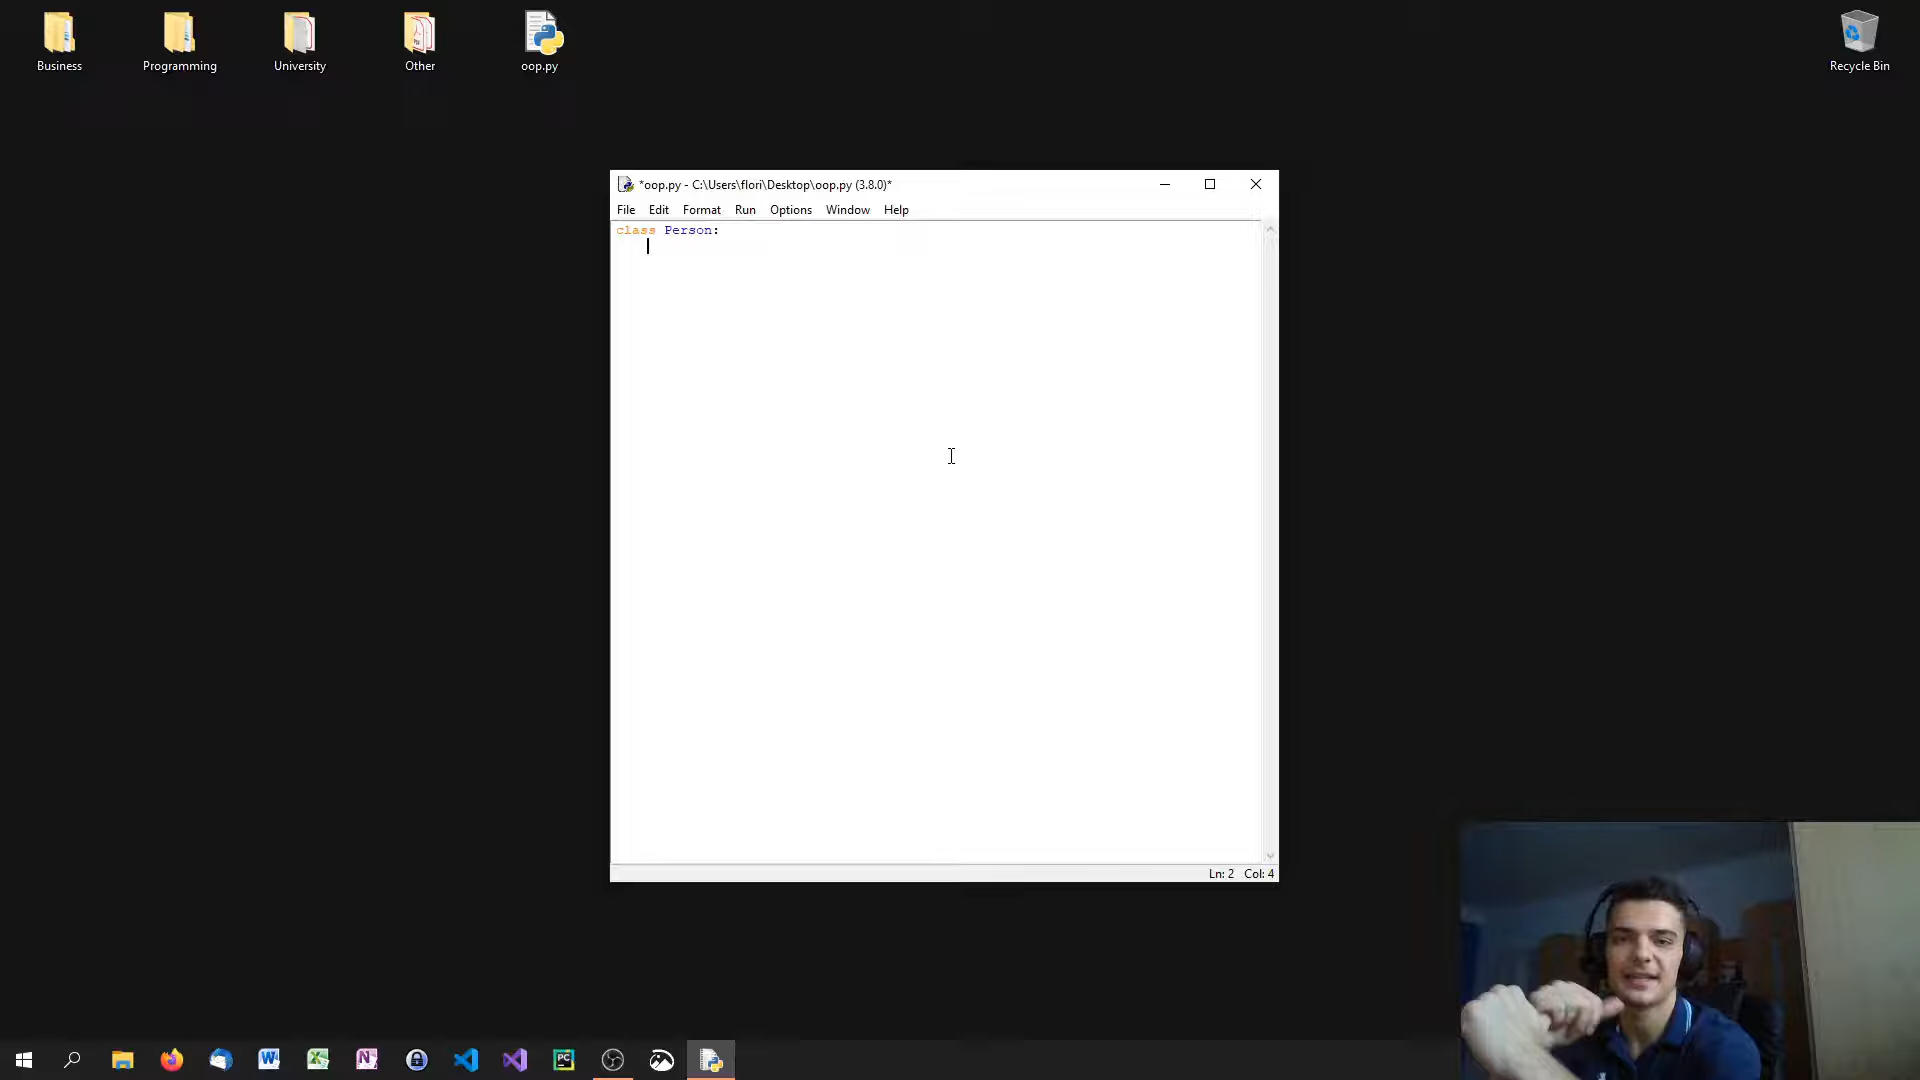 Business
Programming
University
Other
oop.py
Recycle Bin
*oop.py - C:\Users\flori\Desktop\oop.py (3.8.0)*
File Edit Format Run Options Window Help
class Person:
Ln: 2 Col: 4